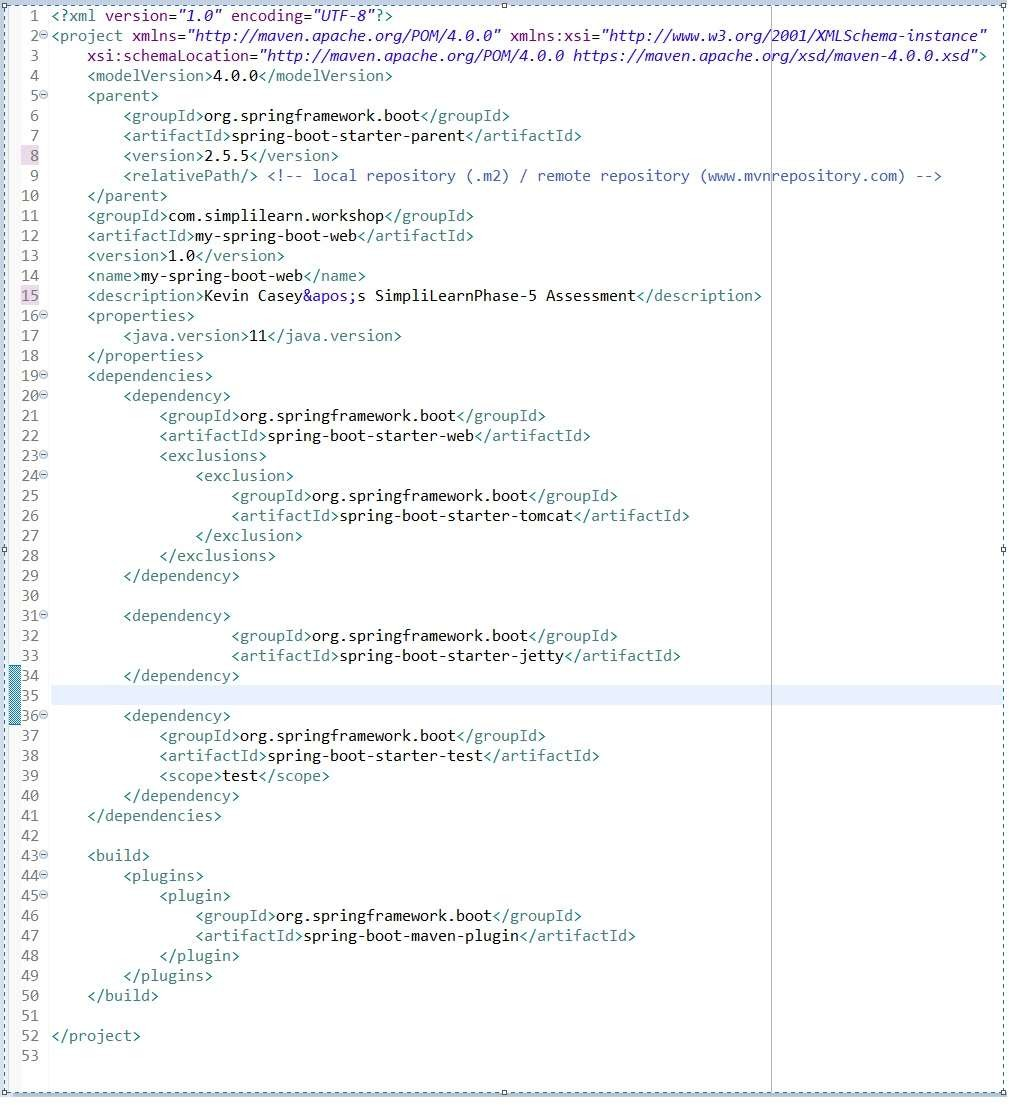 1 <?xml version="1.0" encoding="UTF-8"?>
2 <project xmlns="http://maven.apache.org/POM/4.0.0" xmlns:xsi="http://www.w3.org/2001/XMLSchema-instance"
3     xsi:schemaLocation="http://maven.apache.org/POM/4.0.0 https://maven.apache.org/xsd/maven-4.0.0.xsd">
4     <modelVersion>4.0.0</modelVersion>
5     <parent>
6         <groupId>org.springframework.boot</groupId>
7         <artifactId>spring-boot-starter-parent</artifactId>
8         <version>2.5.5</version>
9         <relativePath/> <!-- local repository (.m2) / remote repository (www.mvnrepository.com) -->
10     </parent>
11     <groupId>com.simplilearn.workshop</groupId>
12     <artifactId>my-spring-boot-web</artifactId>
13     <version>1.0</version>
14     <name>my-spring-boot-web</name>
15     <description>Kevin Casey&apos;s SimpliLearnPhase-5 Assessment</description>
16     <properties>
17         <java.version>11</java.version>
18     </properties>
19     <dependencies>
20         <dependency>
21             <groupId>org.springframework.boot</groupId>
22             <artifactId>spring-boot-starter-web</artifactId>
23             <exclusions>
24                 <exclusion>
25                     <groupId>org.springframework.boot</groupId>
26                     <artifactId>spring-boot-starter-tomcat</artifactId>
27                 </exclusion>
28             </exclusions>
29         </dependency>
30
31         <dependency>
32                     <groupId>org.springframework.boot</groupId>
33                     <artifactId>spring-boot-starter-jetty</artifactId>
34         </dependency>
35
36         <dependency>
37             <groupId>org.springframework.boot</groupId>
38             <artifactId>spring-boot-starter-test</artifactId>
39             <scope>test</scope>
40         </dependency>
41     </dependencies>
42
43     <build>
44         <plugins>
45             <plugin>
46                 <groupId>org.springframework.boot</groupId>
47                 <artifactId>spring-boot-maven-plugin</artifactId>
48             </plugin>
49         </plugins>
50     </build>
51
52 </project>
53